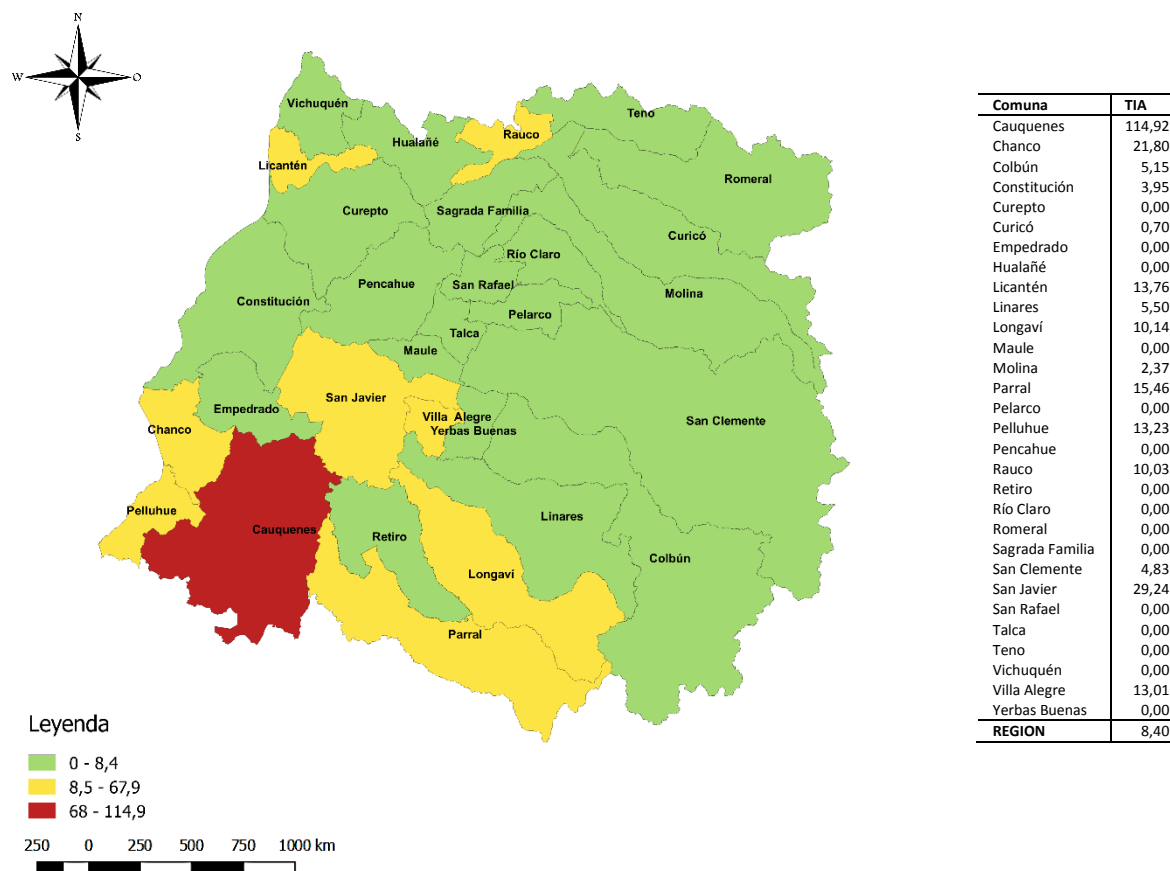 N
W
O
S
Vichuquén
Teno
Hualañé
Rauco
Licantén
Romeral
Curepto
Sagrada Familia
Curicó
Río Claro
Pencahue
San Rafael
Molina
Constitución
Pelarco
Talca
Maule
San Javier
Empedrado
Villa Alegre
Yerbas Buenas
San Clemente
Chanco
Pelluhue
Cauquenes
Retiro
Linares
Colbún
Longaví
Parral
Leyenda
0 - 8,4
8,5 - 67,9
68 - 114,9
250 0 250 500 750 1000 km
Comuna TIA
Cauquenes 114,92
Chanco 21,80
Colbún 5,15
Constitución 3,95
Curepto 0,00
Curicó 0,70
Empedrado 0,00
Hualañé 0,00
Licantén 13,76
Linares 5,50
Longaví 10,14
Maule 0,00
Molina 2,37
Parral 15,46
Pelarco 0,00
Pelluhue 13,23
Pencahue 0,00
Rauco 10,03
Retiro 0,00
Río Claro 0,00
Romeral 0,00
Sagrada Familia 0,00
San Clemente 4,83
San Javier 29,24
San Rafael 0,00
Talca 0,00
Teno 0,00
Vichuquén 0,00
Villa Alegre 13,01
Yerbas Buenas 0,00
REGION 8,40